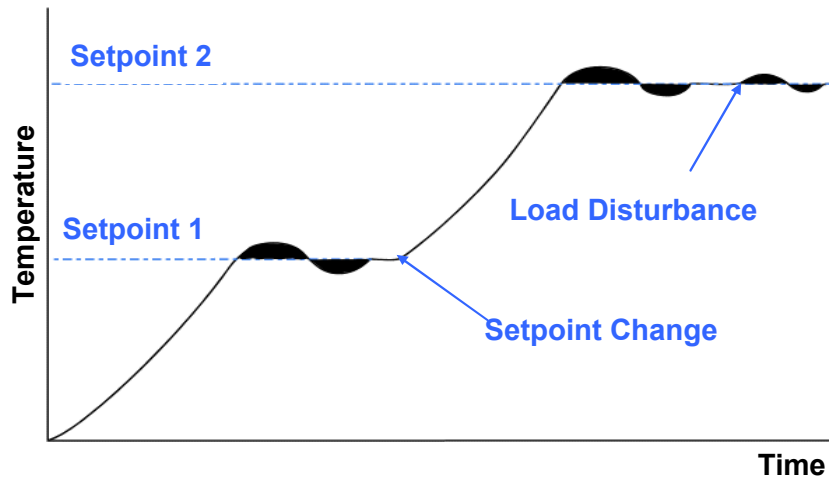 Setpoint 2
Load Disturbance
Setpoint 1
Setpoint Change
Temperature
Time